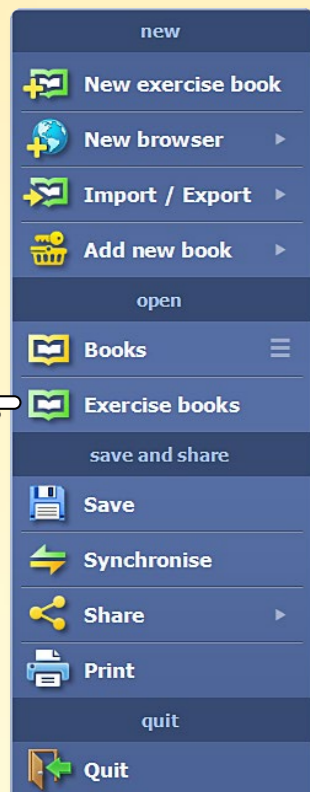 new
New exercise book
New browser
Import / Export
Add new book
open
Books
Exercise books
save and share
Save
Synchronise
Share
Print
quit
Quit